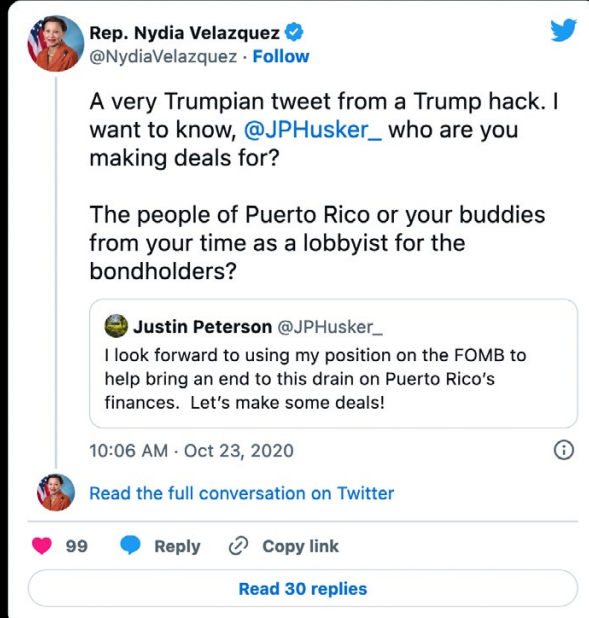 Rep. Nydia Velazquez
@NydiaVelazquez · Follow
A very Trumpian tweet from a Trump hack. I
want to know, @JPHusker_ who are you
making deals for?
The people of Puerto Rico or your buddies
from your time as a lobbyist for the
bondholders?
Justin Peterson @JPHusker_
I look forward to using my position on the FOMB to
help bring an end to this drain on Puerto Rico's
finances. Let's make some deals!
10:06 AM · Oct 23, 2020
Read the full conversation on Twitter
99 Reply Copy link
Read 30 replies